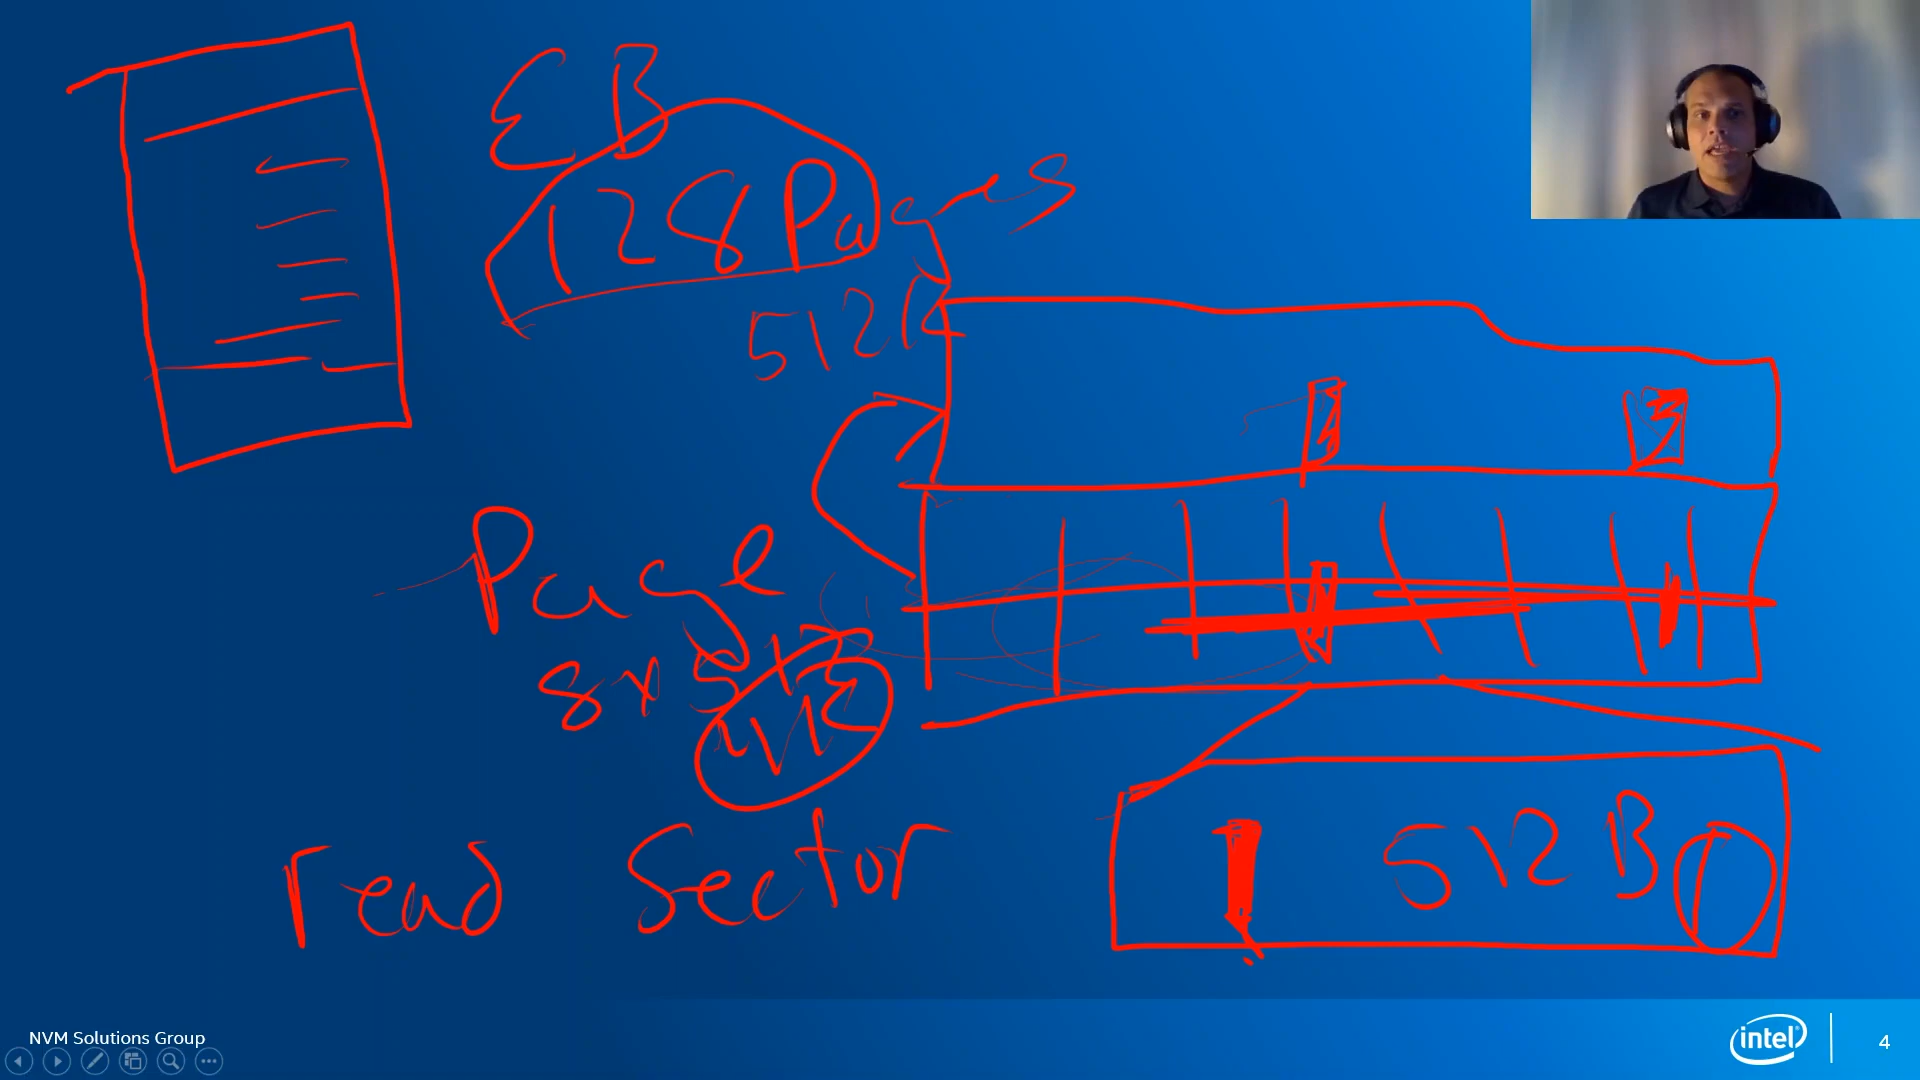 EB
128 Pages
512K
Page
8x512
4K
read Sector
512B
NVM Solutions Group
intel
4